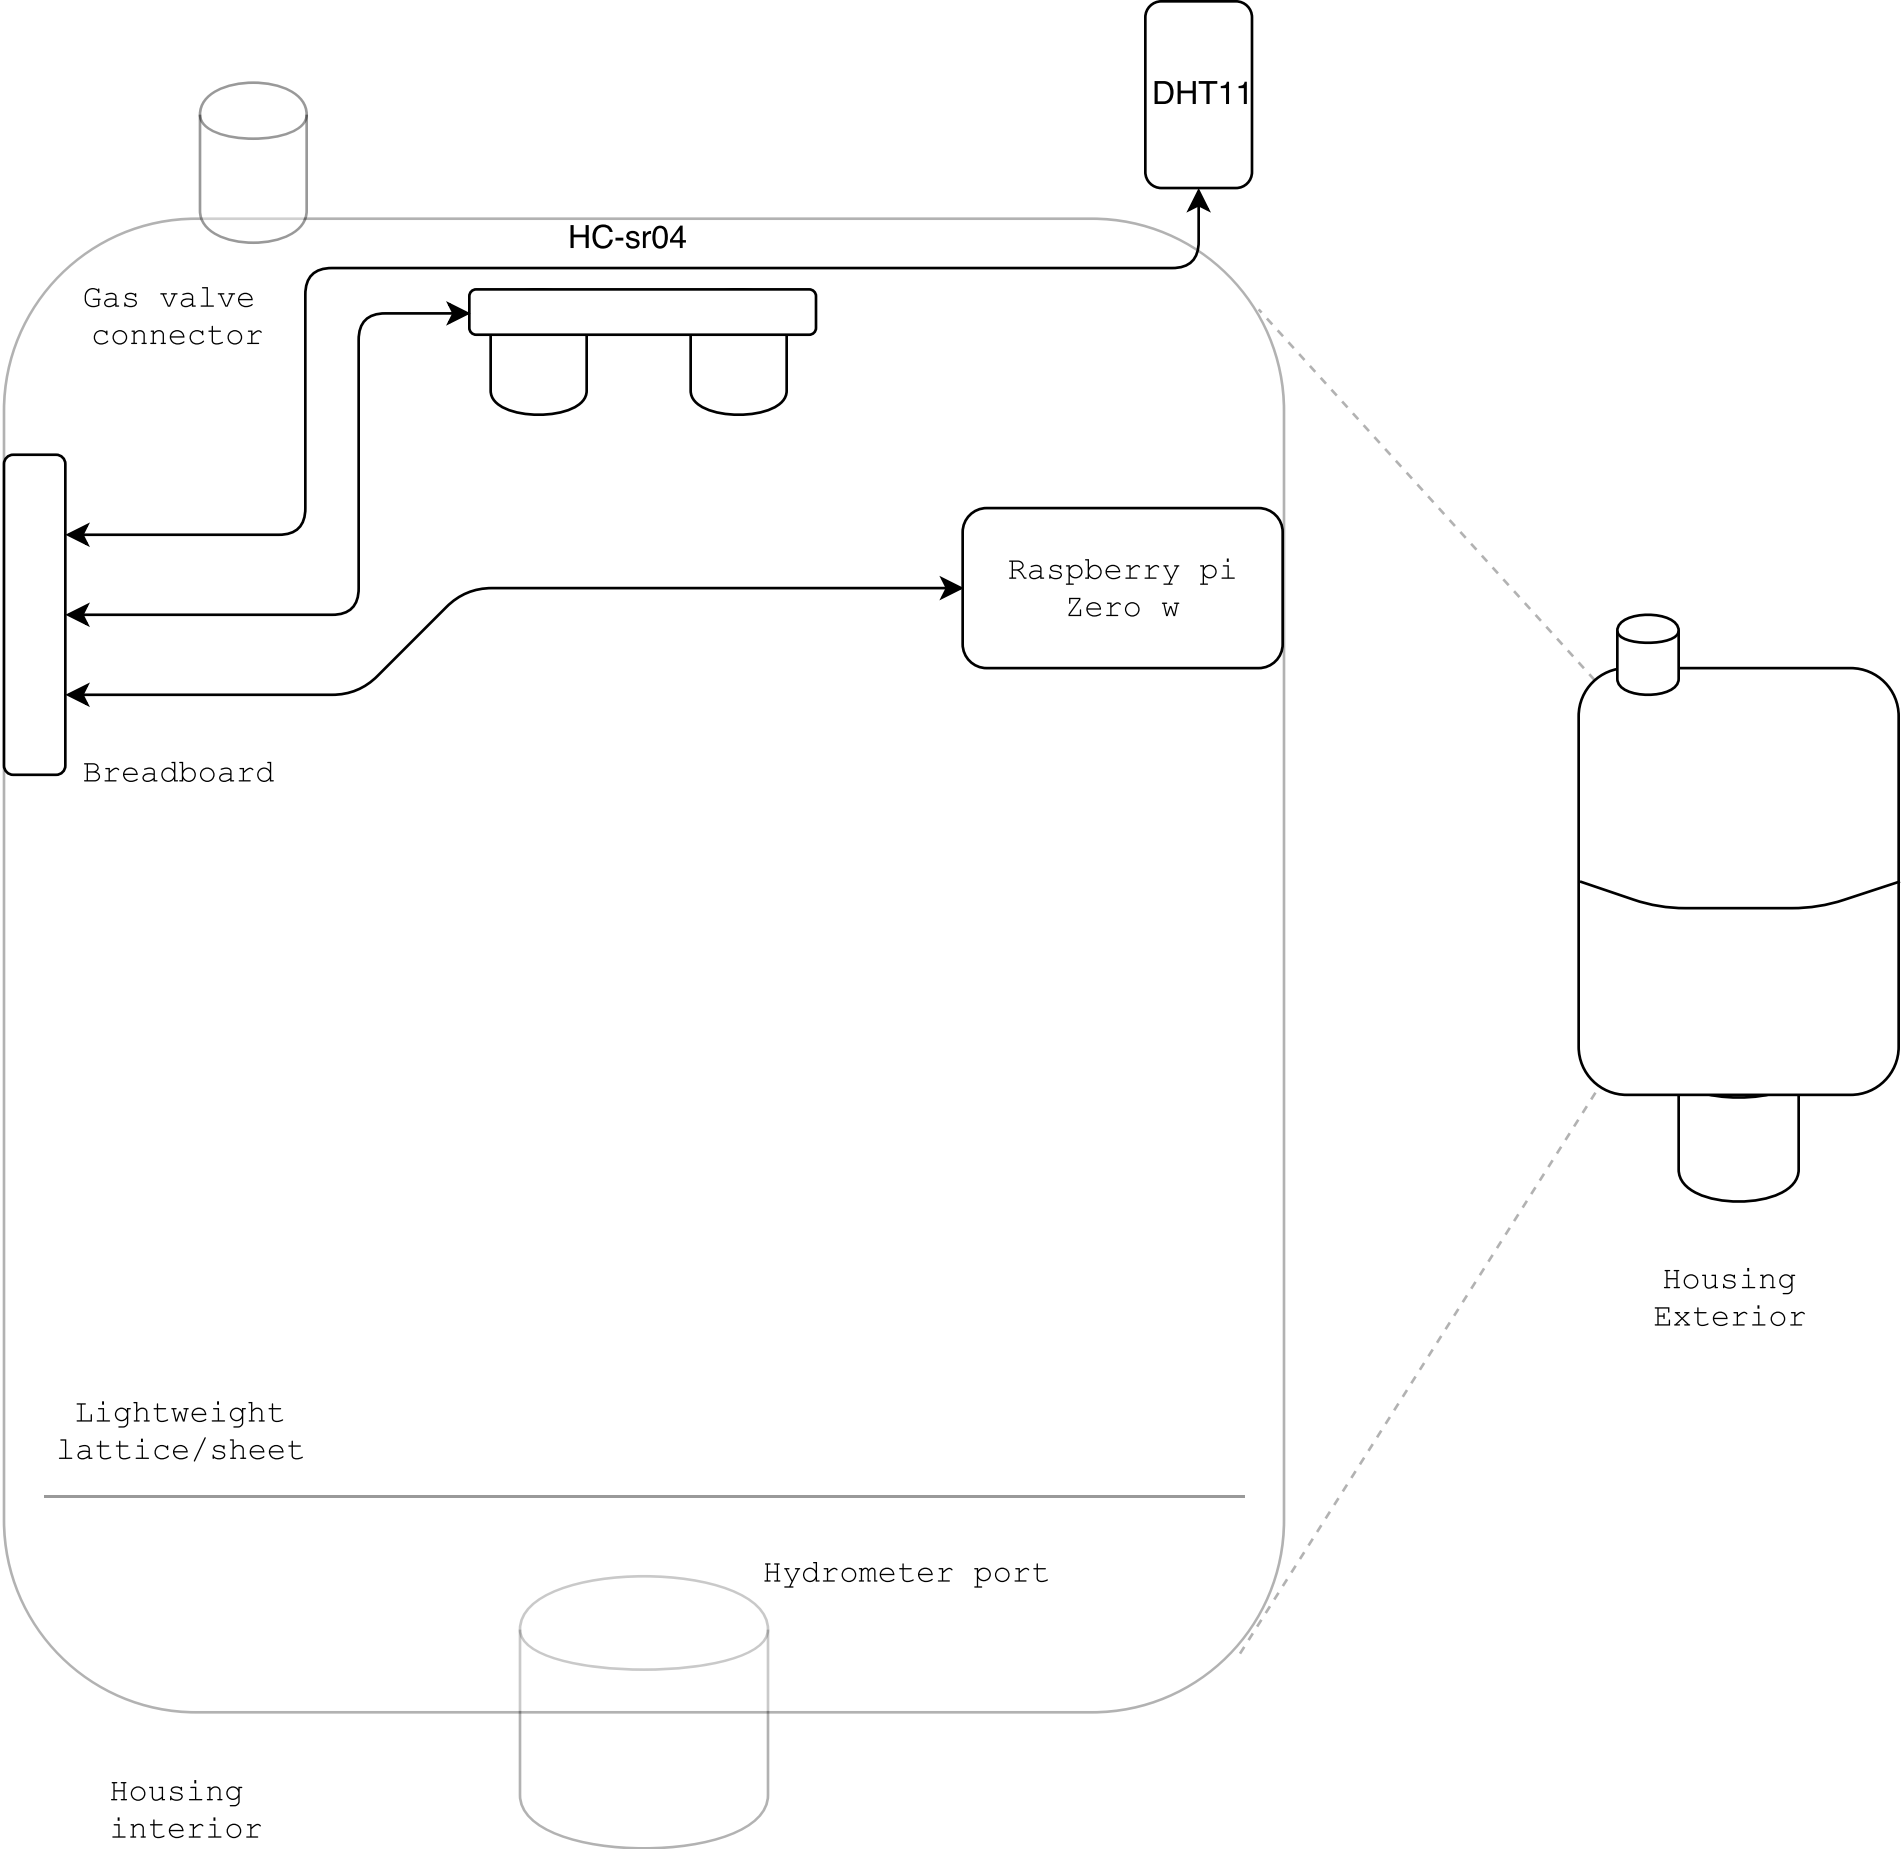 DHT11
HC-sr04
Gas valve
connector
Raspberry pi
Zero w
Breadboard
Housing
Exterior
Lightweight
lattice/sheet
Hydrometer port
Housing
interior